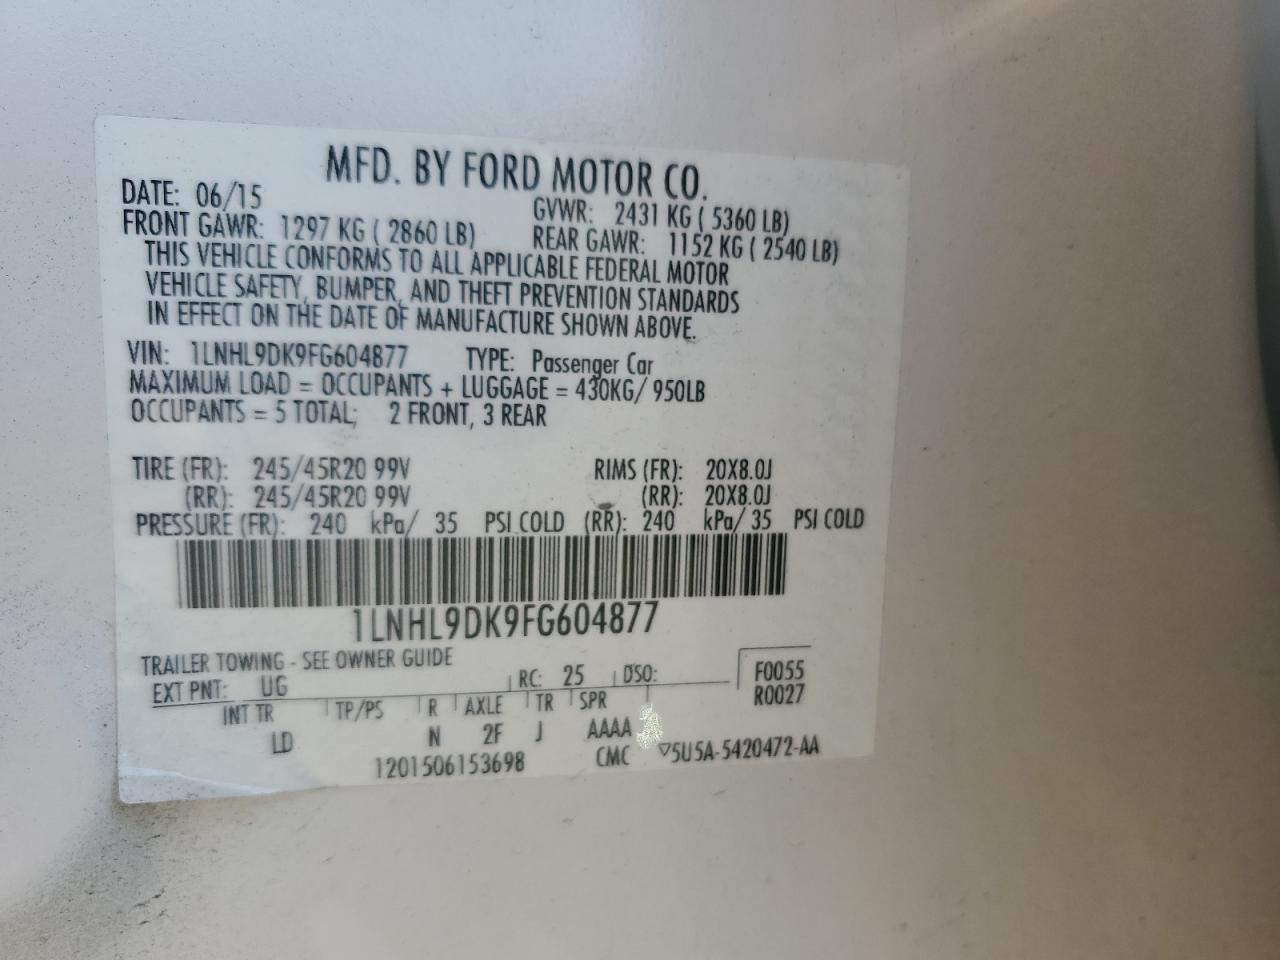 MFD. BY FORD MOTOR CO.
DATE: 06/15 GVWR: 2431 KG ( 5360 LB)
FRONT GAWR: 1297 KG ( 2860 LB) REAR GAWR: 1152 KG ( 2540 LB)
THIS VEHICLE CONFORMS TO ALL APPLICABLE FEDERAL MOTOR
VEHICLE SAFETY, BUMPER, AND THEFT PREVENTION STANDARDS
IN EFFECT ON THE DATE OF MANUFACTURE SHOWN ABOVE.
VIN: 1LNHL9DK9FG604877 TYPE: Passenger Car
MAXIMUM LOAD = OCCUPANTS + LUGGAGE = 430KG/ 950LB
OCCUPANTS = 5 TOTAL; 2 FRONT, 3 REAR
TIRE (FR): 245/45R20 99V RIMS (FR): 20X8.0J
(RR): 245/45R20 99V (RR): 20X8.0J
PRESSURE (FR): 240 kPa/ 35 PSI COLD (RR): 240 kPa/ 35 PSI COLD
1LNHL9DK9FG604877
TRAILER TOWING - SEE OWNER GUIDE
EXT PNT: UG RC: 25 DSO: F0055
R0027
INT TR TP/PS R AXLE TR SPR
LD N 2F J AAAA
1201506153698 CMC ▽5U5A-5420472-AA